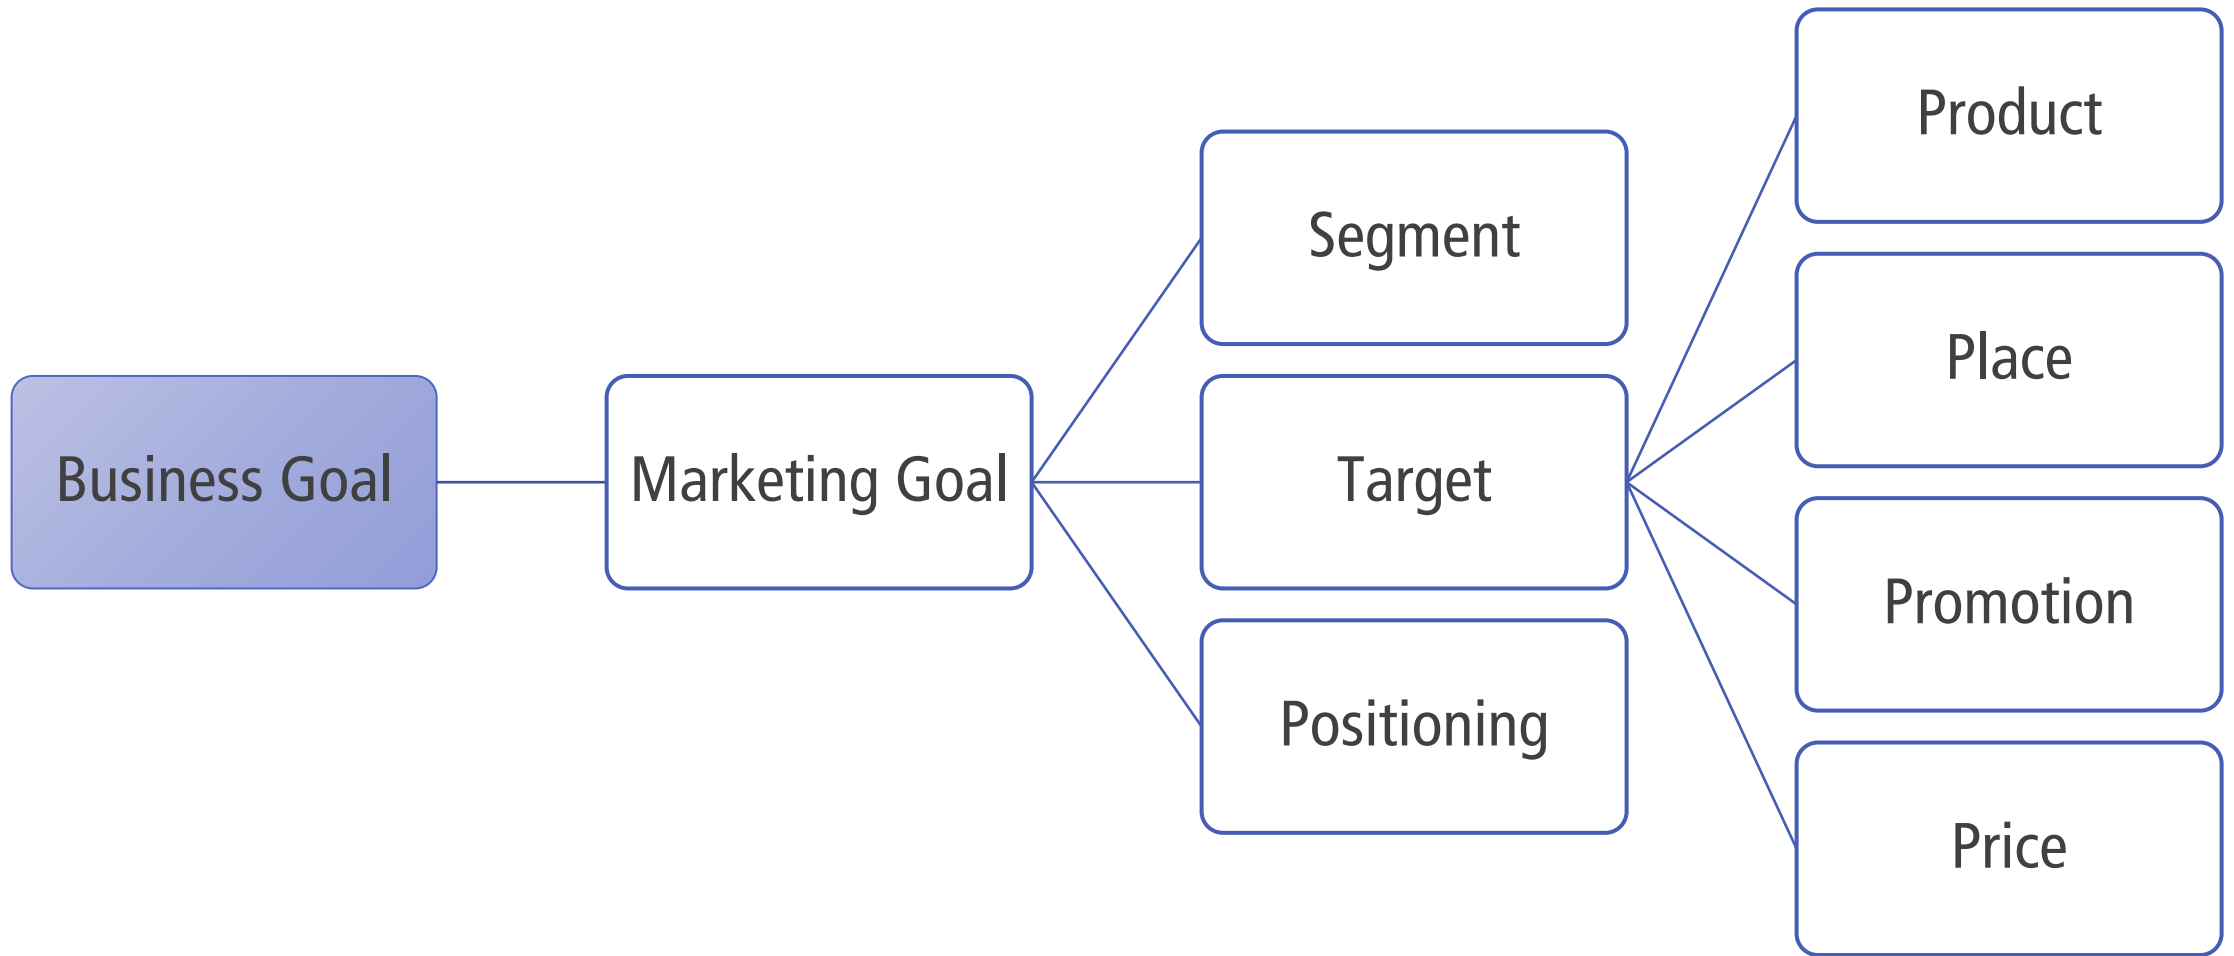 Business Goal
Marketing Goal
Segment
Target
Positioning
Product
Place
Promotion
Price